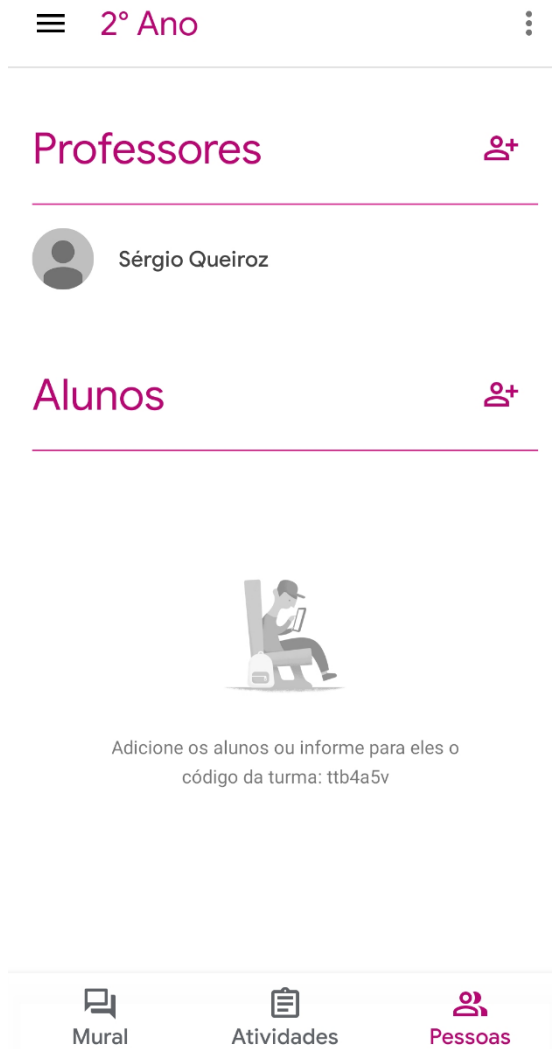 2° Ano
Professores
Sérgio Queiroz
Alunos
Adicione os alunos ou informe para eles o
código da turma: ttb4a5v
Mural
Atividades
Pessoas